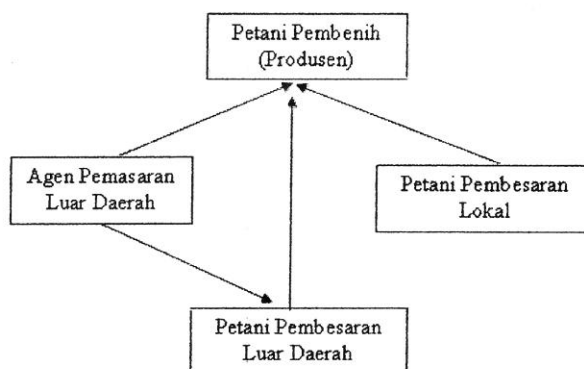 Petani Pembenih
(Produsen)
Agen Pemasaran
Luar Daerah
Petani Pembesaran
Lokal
Petani Pembesaran
Luar Daerah